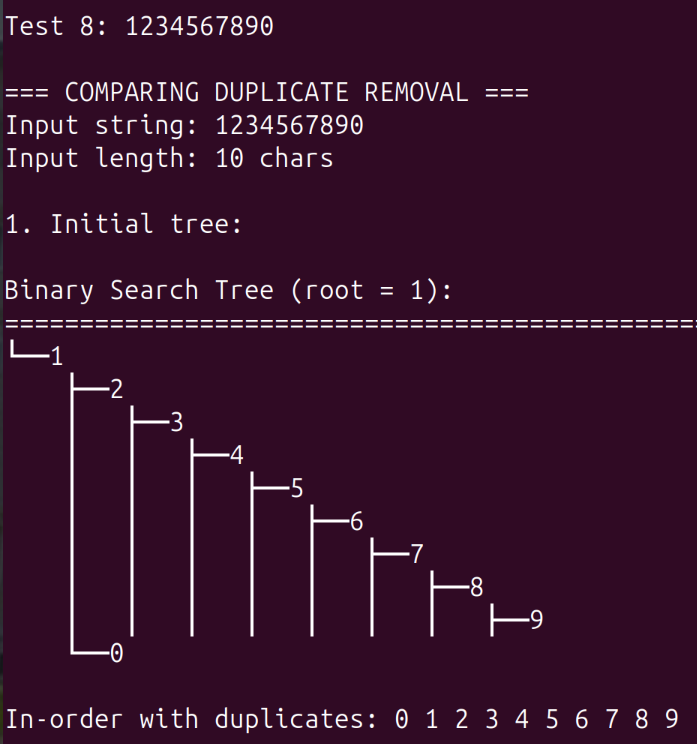 Test 8: 1234567890
=== COMPARING DUPLICATE REMOVAL ===
Input string: 1234567890
Input length: 10 chars
1. Initial tree:
Binary Search Tree (root = 1):
==============================================
└──1
    ├──2
    │   ├──3
    │   │   ├──4
    │   │   │   ├──5
    │   │   │   │   ├──6
    │   │   │   │   │   ├──7
    │   │   │   │   │   │   ├──8
    │   │   │   │   │   │   │   ├──9
    └──0
In-order with duplicates: 0 1 2 3 4 5 6 7 8 9